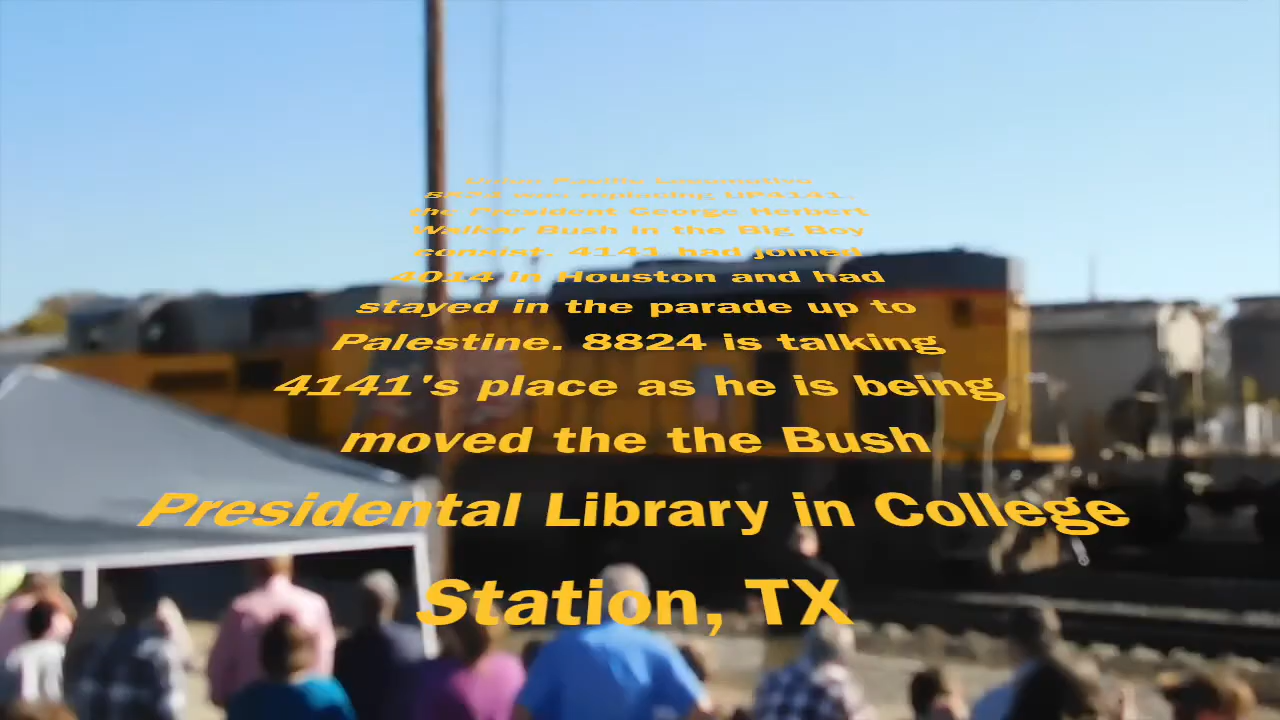 Union Pacific Locomotive
8824 was replacing UP4141,
the President George Herbert
Walker Bush in the Big Boy
consist. 4141 had joined
4014 in Houston and had
stayed in the parade up to
Palestine. 8824 is talking
4141's place as he is being
moved the the Bush
Presidental Library in College
Station, TX